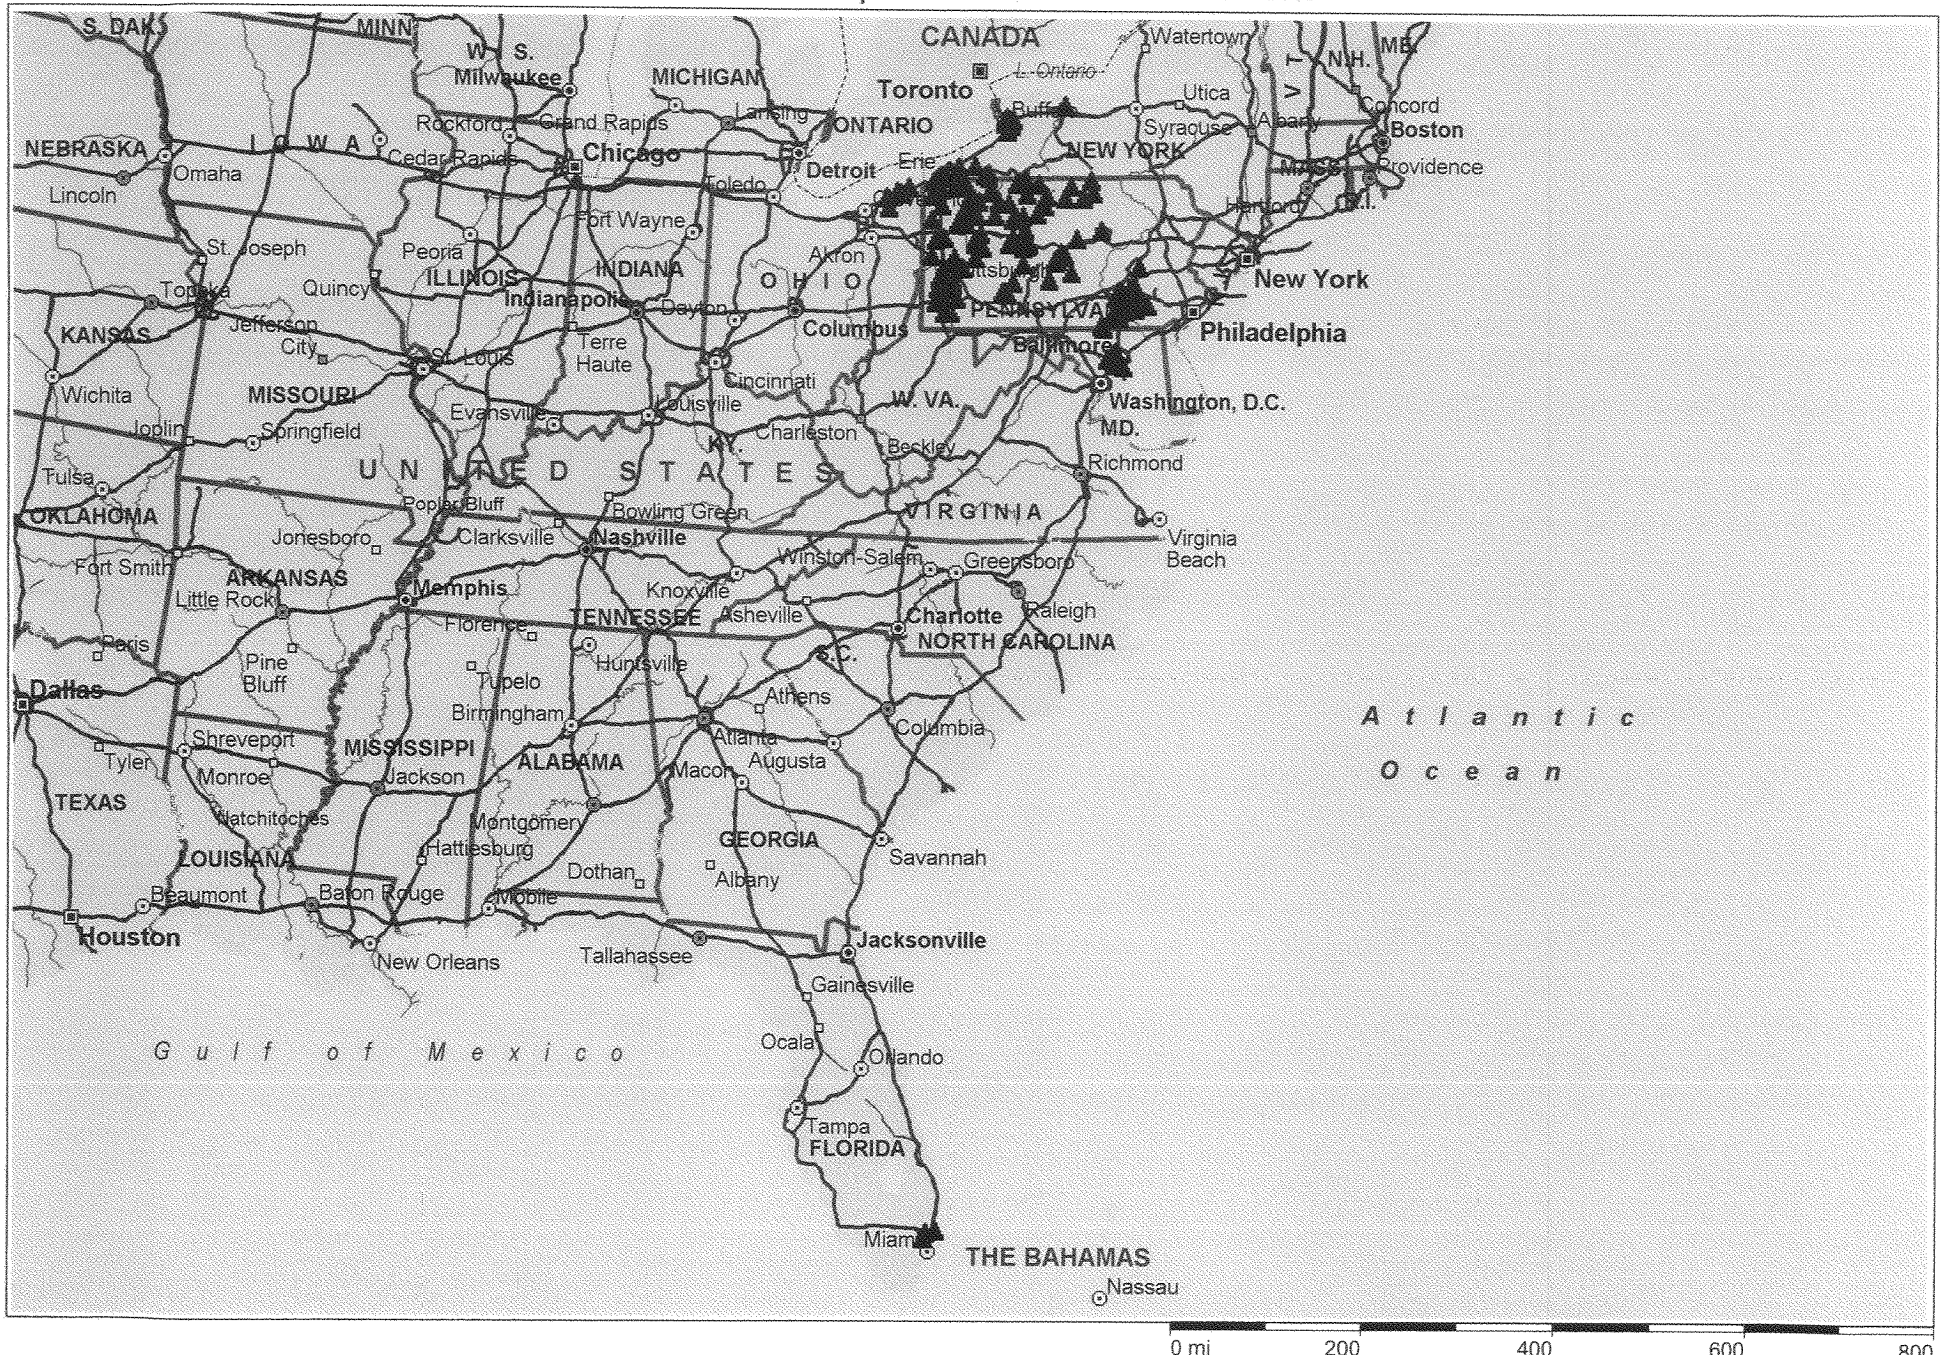 S. DAK.
MINN
W S.
Milwaukee
MICHIGAN
CANADA
Toronto
L. Ontario
Watertown
V T
N.H.
ME.
Utica
Concord
Boston
Rockford
Grand Rapids
Lansing
ONTARIO
Buffalo
Syracuse
Albany
NEBRASKA
I O W A
Cedar Rapids
Chicago
Detroit
Erie
NEW YORK
MASS.
Providence
Omaha
Lincoln
Toledo
Hartford
R.I.
Fort Wayne
St. Joseph
Peoria
Akron
INDIANA
ILLINOIS
O H I O
Pittsburgh
New York
Topeka
Quincy
Indianapolis
Dayton
Columbus
PENNSYLVA
Philadelphia
KANSAS
Jefferson
City
St. Louis
Terre
Haute
Baltimore
Cincinnati
Wichita
MISSOURI
Evansville
Louisville
W. VA.
Washington, D.C.
Joplin
Springfield
KY.
Charleston
Beckley
MD.
Richmond
Tulsa
U N I T E D S T A T E S
Poplar Bluff
Bowling Green
VIRGINIA
OKLAHOMA
Jonesboro
Clarksville
Nashville
Virginia
Beach
Fort Smith
ARKANSAS
Winston-Salem
Greensboro
Little Rock
Memphis
Knoxville
Asheville
Raleigh
TENNESSEE
Florence
Charlotte
NORTH CAROLINA
Paris
Pine
Bluff
Huntsville
S.C.
Dallas
Tupelo
Athens
Birmingham
Columbia
Atlantic
Ocean
Shreveport
Tyler
Monroe
MISSISSIPPI
Jackson
ALABAMA
Atlanta
Augusta
Macon
TEXAS
Natchitoches
Montgomery
GEORGIA
Hattiesburg
LOUISIANA
Savannah
Dothan
Albany
Beaumont
Baton Rouge
Mobile
Houston
New Orleans
Tallahassee
Jacksonville
Gainesville
Gulf of Mexico
Ocala
Orlando
Tampa
FLORIDA
Miami
THE BAHAMAS
Nassau
0 mi 200 400 600 800